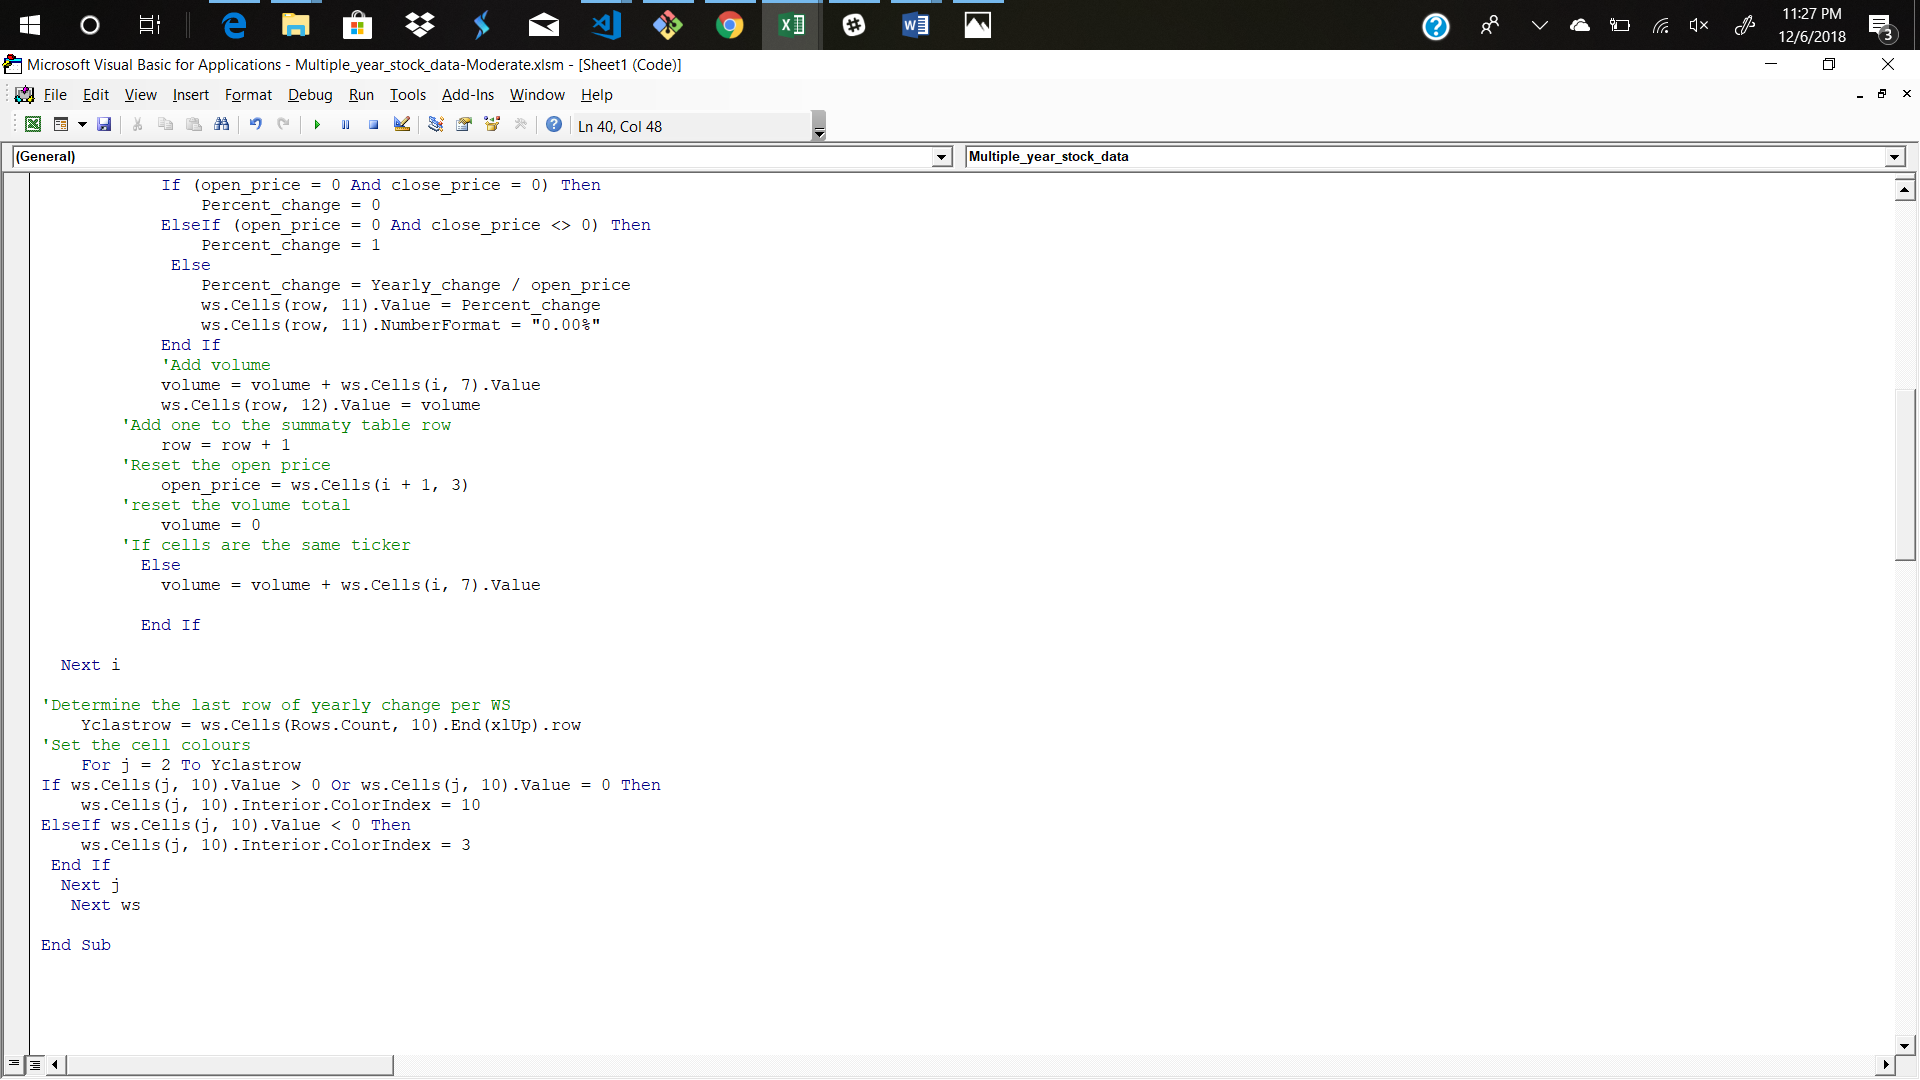 11:27 PM
12/6/2018
3
Microsoft Visual Basic for Applications - Multiple_year_stock_data-Moderate.xlsm - [Sheet1 (Code)]
File Edit View Insert Format Debug Run Tools Add-Ins Window Help
Ln 40, Col 48
(General)
Multiple_year_stock_data
If (open_price = 0 And close_price = 0) Then
Percent_change = 0
ElseIf (open_price = 0 And close_price <> 0) Then
Percent_change = 1
Else
Percent_change = Yearly_change / open_price
ws.Cells(row, 11).Value = Percent_change
ws.Cells(row, 11).NumberFormat = "0.00%"
End If
'Add volume
volume = volume + ws.Cells(i, 7).Value
ws.Cells(row, 12).Value = volume
'Add one to the summaty table row
row = row + 1
'Reset the open price
open_price = ws.Cells(i + 1, 3)
'reset the volume total
volume = 0
'If cells are the same ticker
Else
volume = volume + ws.Cells(i, 7).Value
End If
Next i
'Determine the last row of yearly change per WS
Yclastrow = ws.Cells(Rows.Count, 10).End(xlUp).row
'Set the cell colours
For j = 2 To Yclastrow
If ws.Cells(j, 10).Value > 0 Or ws.Cells(j, 10).Value = 0 Then
ws.Cells(j, 10).Interior.ColorIndex = 10
ElseIf ws.Cells(j, 10).Value < 0 Then
ws.Cells(j, 10).Interior.ColorIndex = 3
End If
Next j
Next ws
End Sub